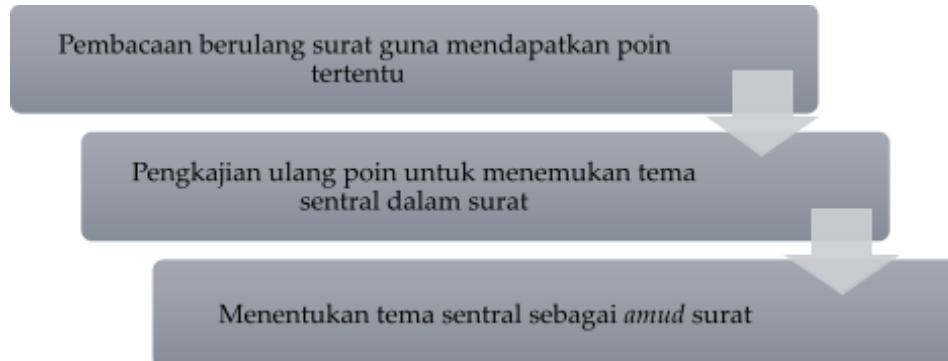 Pembacaan berulang surat guna mendapatkan poin
tertentu
Pengkajian ulang poin untuk menemukan tema
sentral dalam surat
Menentukan tema sentral sebagai amud surat